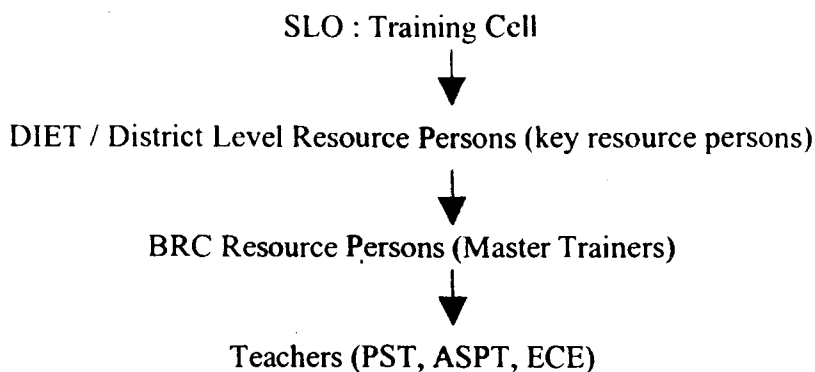 SLO : Training Cell
DIET / District Level Resource Persons (key resource persons)
BRC Resource Persons (Master Trainers)
Teachers (PST, ASPT, ECE)